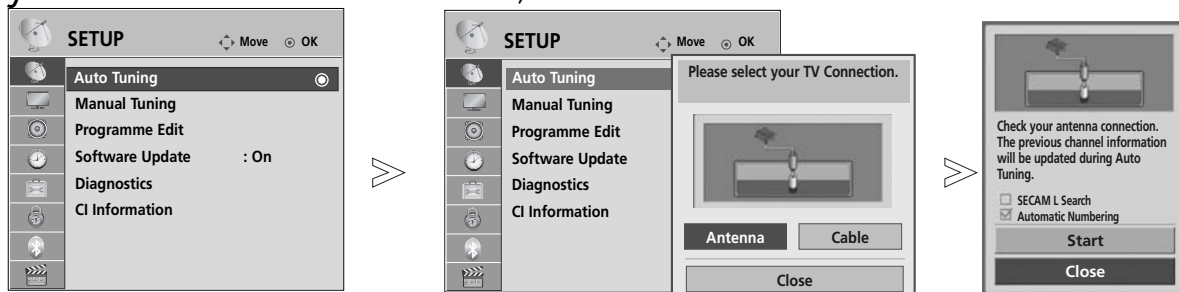 SETUP
Move OK
Auto Tuning
Manual Tuning
Programme Edit
Software Update : On
Diagnostics
CI Information
SETUP
Move OK
Auto Tuning
Manual Tuning
Programme Edit
Software Update
Diagnostics
CI Information
Please select your TV Connection.
Antenna Cable
Close
Check your antenna connection.
The previous channel information
will be updated during Auto
Tuning.
SECAM L Search
Automatic Numbering
Start
Close